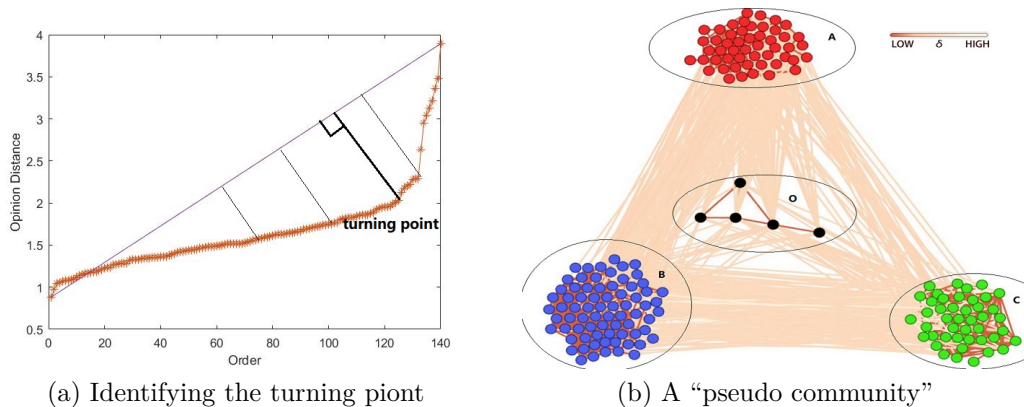 4
3.5
3
2.5
2
1.5
1
0.5
Opinion Distance
turning point
0 20 40 60 80 100 120 140
Order
(a) Identifying the turning piont
A
LOW δ HIGH
O
B
C
(b) A “pseudo community”